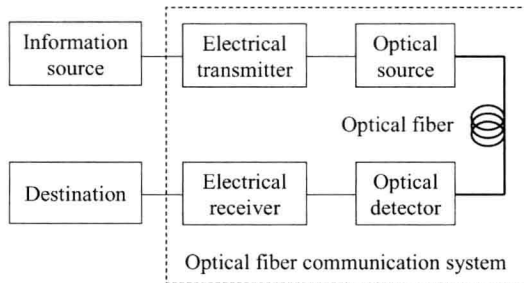 Information
source
Electrical
transmitter
Optical
source
Optical fiber
Destination
Electrical
receiver
Optical
detector
Optical fiber communication system